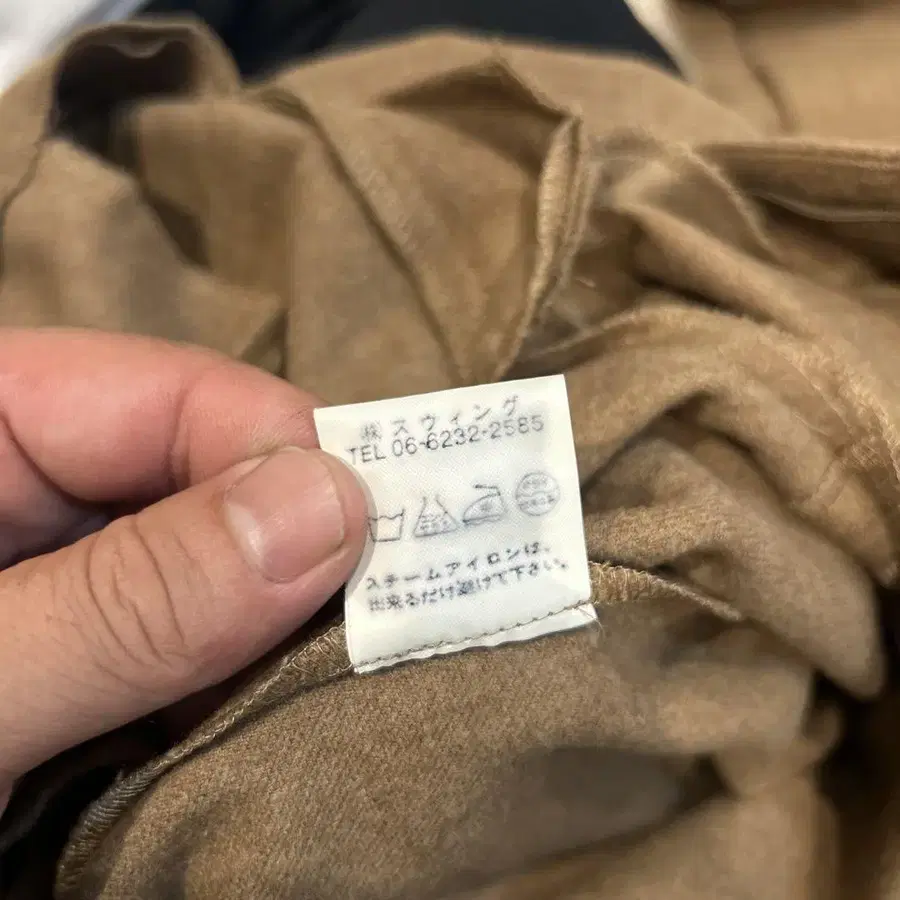 ㈱スウィング
TEL 06-6232-2585
スチームアイロンは、
出来るだけ避けて下さい。